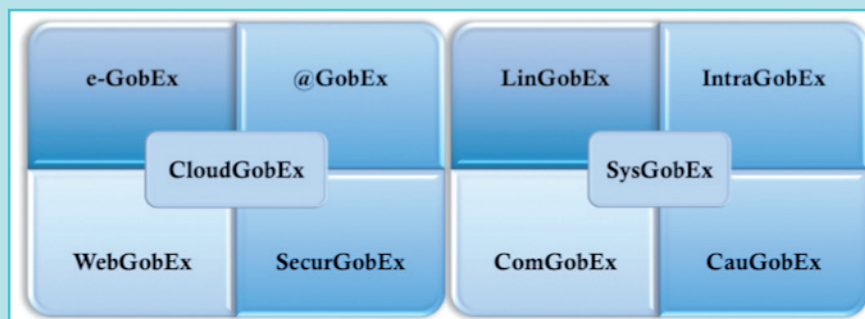 e-GobEx @GobEx LinGobEx IntraGobEx
CloudGobEx SysGobEx
WebGobEx SecurGobEx ComGobEx CauGobEx